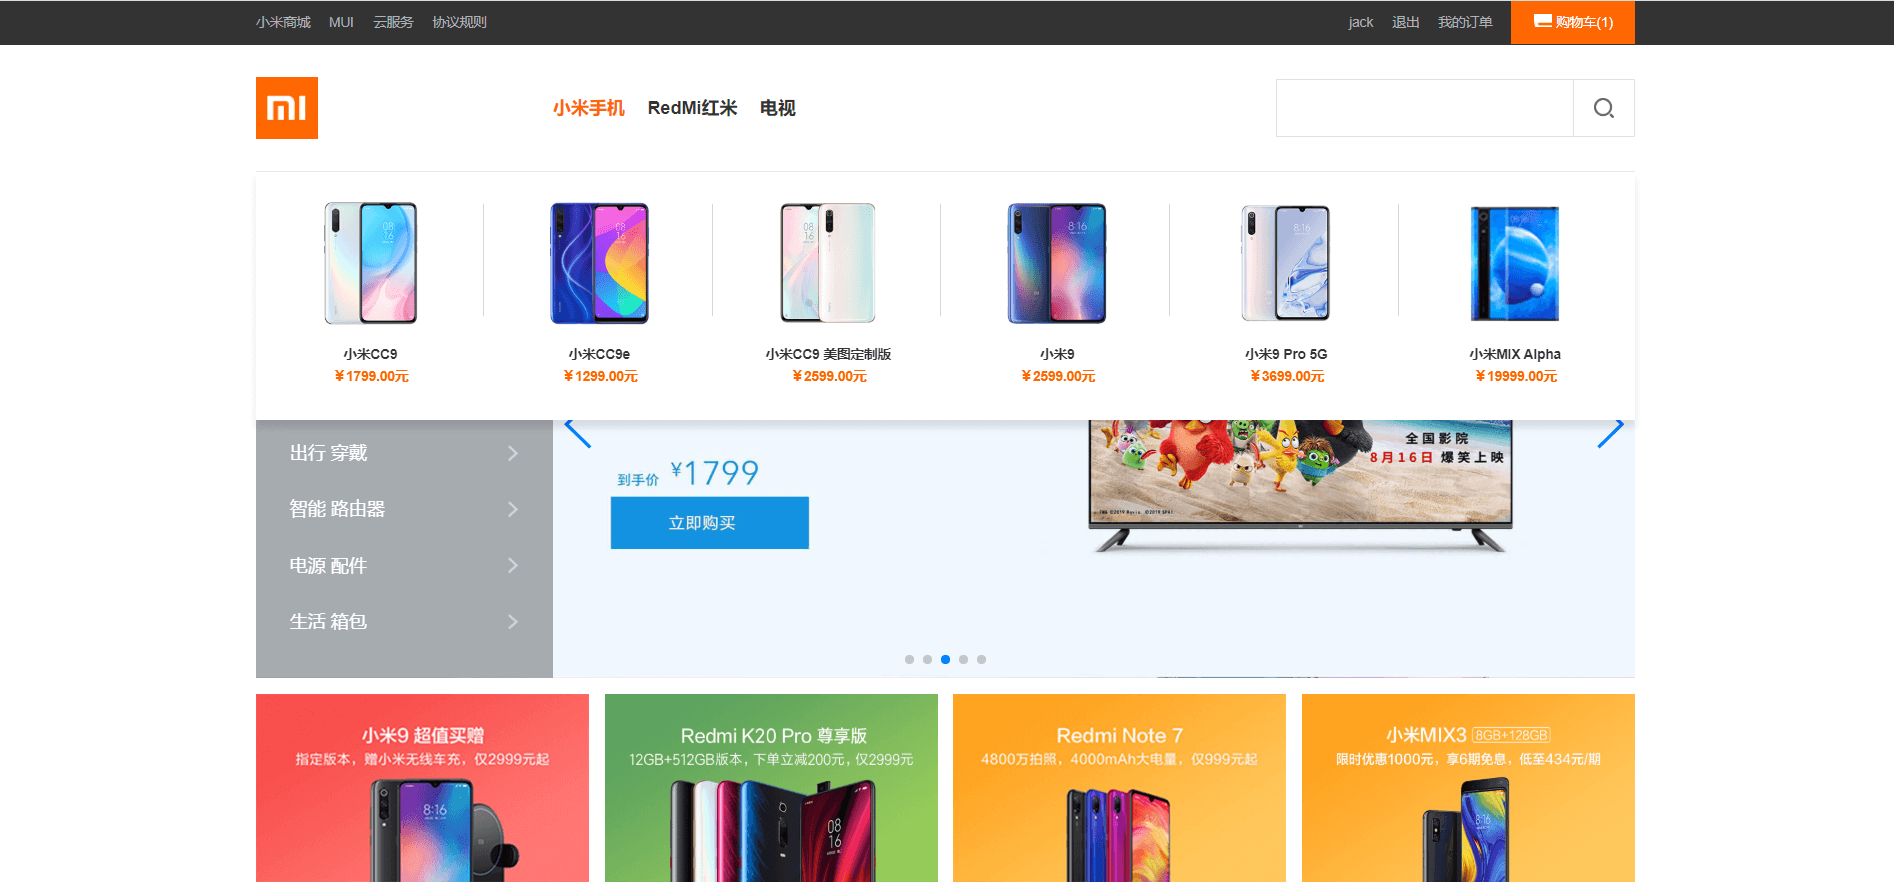 小米商城 MUI 云服务 协议规则 jack 退出 我的订单 购物车(1)
小米手机 RedMi红米 电视
小米CC9
¥1799.00元
小米CC9e
¥1299.00元
小米CC9 美图定制版
¥2599.00元
小米9
¥2599.00元
小米9 Pro 5G
¥3699.00元
小米MIX Alpha
¥19999.00元
出行 穿戴
智能 路由器
电源 配件
生活 箱包
到手价 ¥1799
立即购买
全国影院
8月16日 爆笑上映
小米9 超值买赠
指定版本，赠小米无线车充，仅2999元起
Redmi K20 Pro 尊享版
12GB+512GB版本，下单立减200元，仅2999元
Redmi Note 7
4800万拍照，4000mAh大电量，仅999元起
小米MIX3 8GB+128GB
限时优惠1000元，享6期免息，低至434元/期